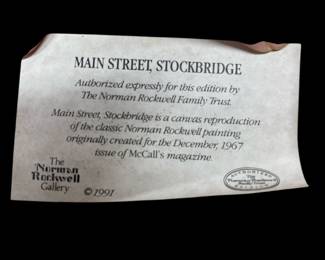 MAIN STREET, STOCKBRIDGE
Authorized expressly for this edition by
The Norman Rockwell Family Trust.
Main Street, Stockbridge is a canvas reproduction
of the classic Norman Rockwell painting
originally created for the December, 1967
issue of McCall's magazine.
The
Norman
Rockwell
Gallery
©1991